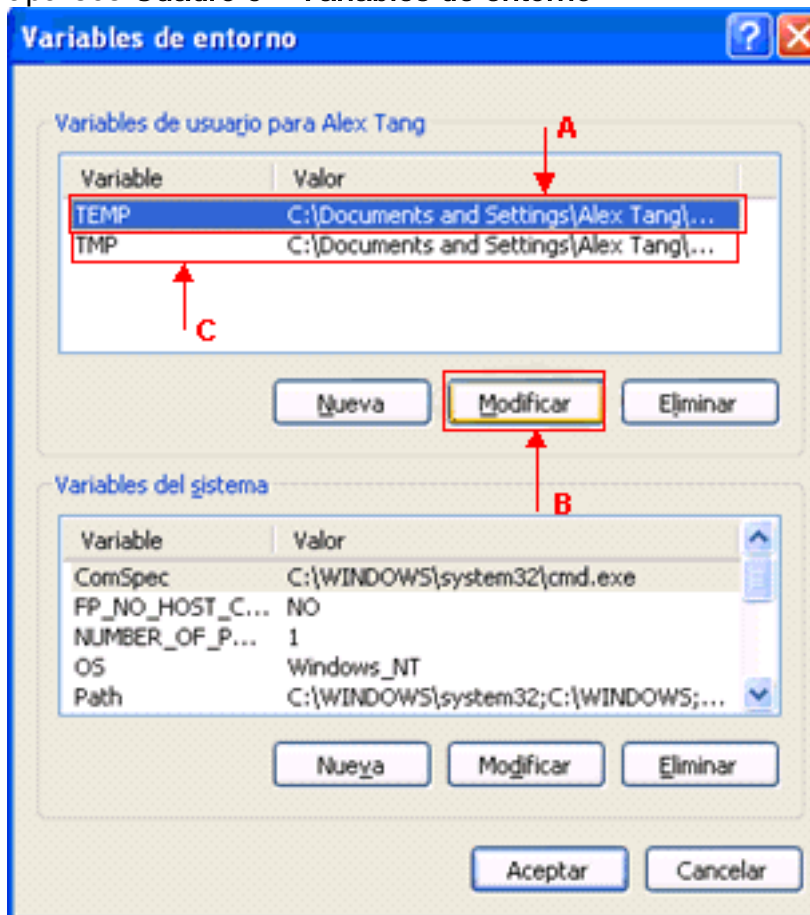 Variables de entorno
Variables de usuario para Alex Tang
A
Variable Valor
TEMP C:\Documents and Settings\Alex Tang\...
TMP C:\Documents and Settings\Alex Tang\...
C
Nueva Modificar Eliminar
B
Variables del sistema
Variable Valor
ComSpec C:\WINDOWS\system32\cmd.exe
FP_NO_HOST_C... NO
NUMBER_OF_P... 1
OS Windows_NT
Path C:\WINDOWS\system32;C:\WINDOWS;...
Nueva Modificar Eliminar
Aceptar Cancelar